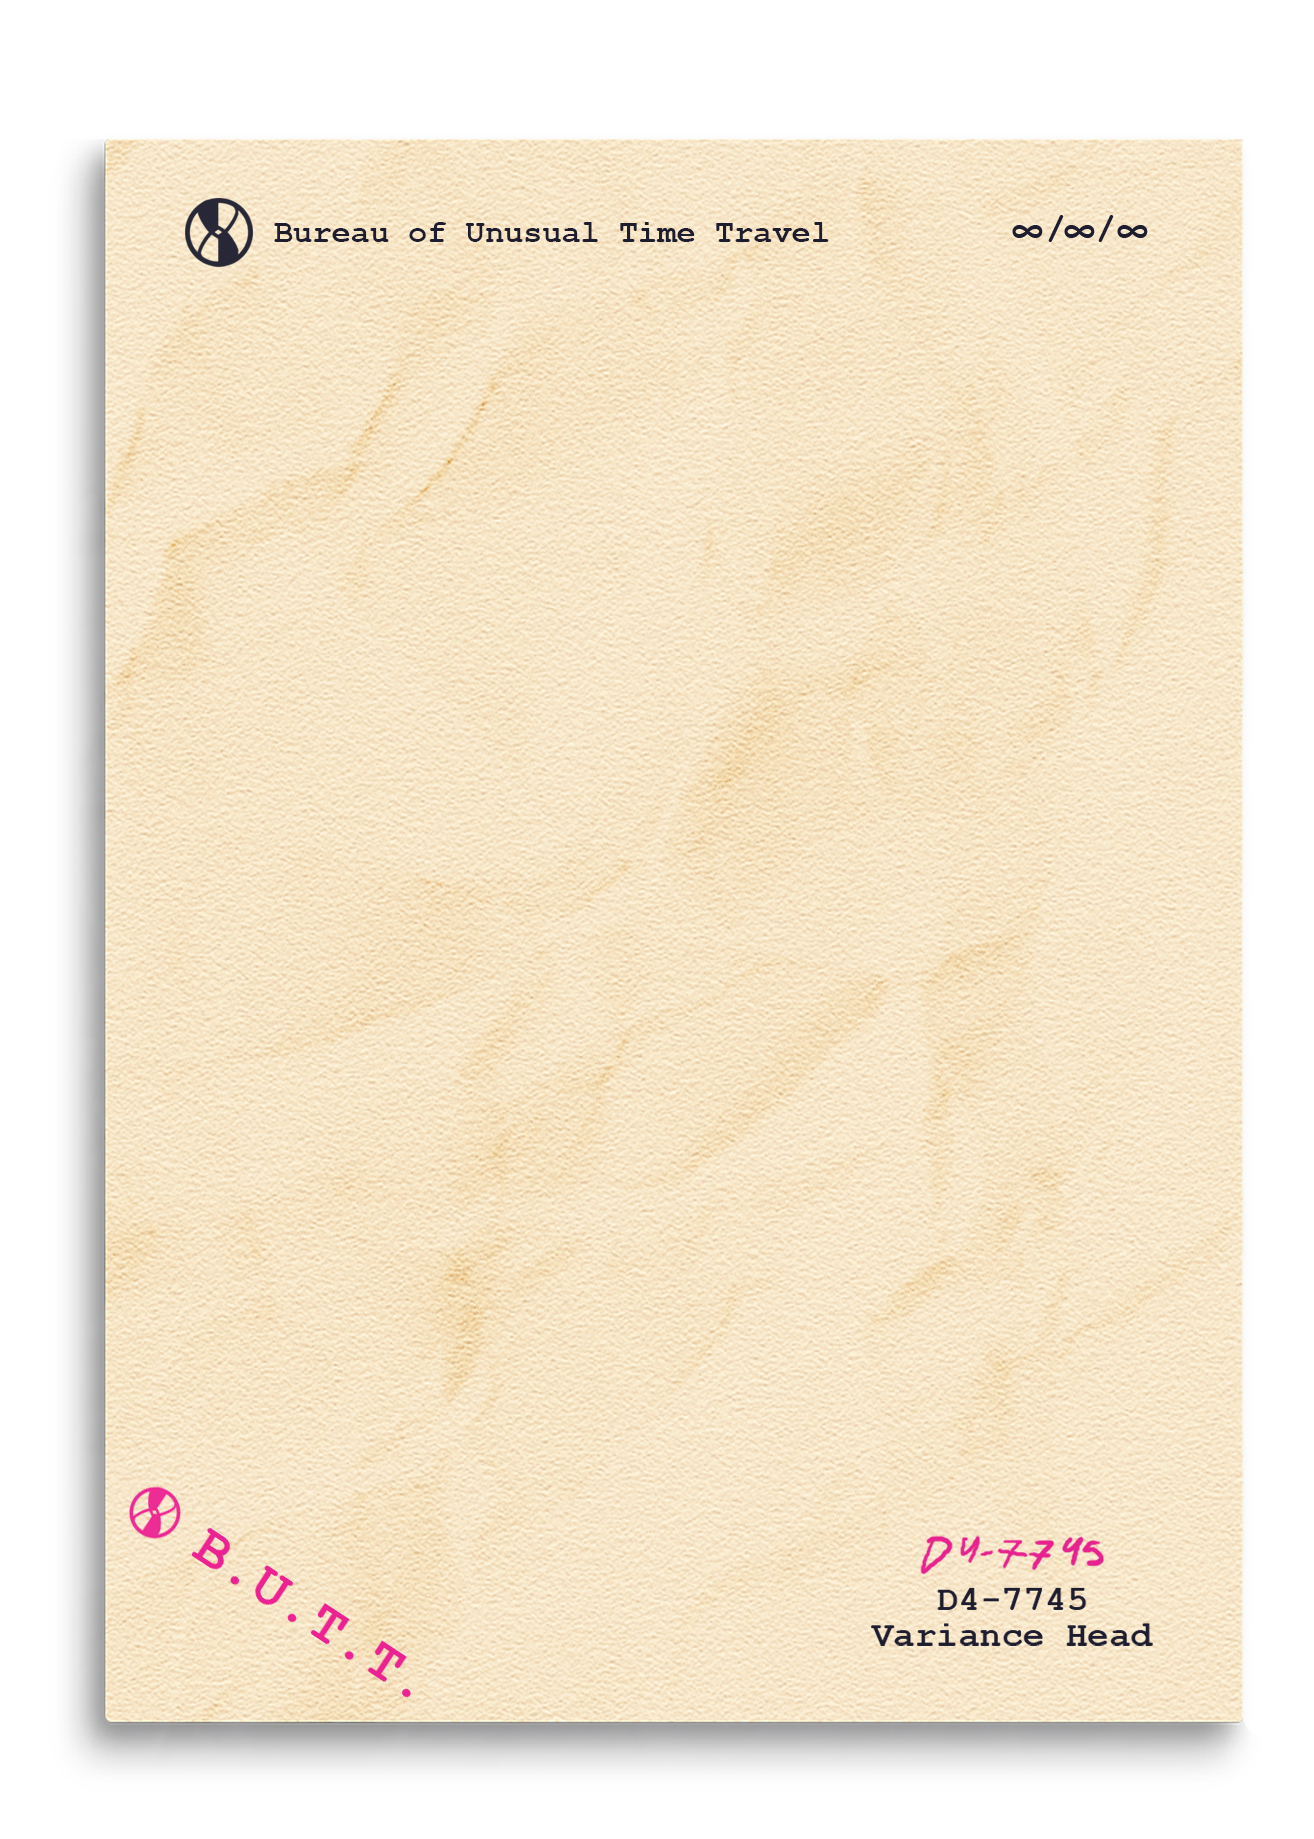 Bureau of Unusual Time Travel
∞/∞/∞
B.U.T.T.
D4-7745
D4-7745
Variance Head